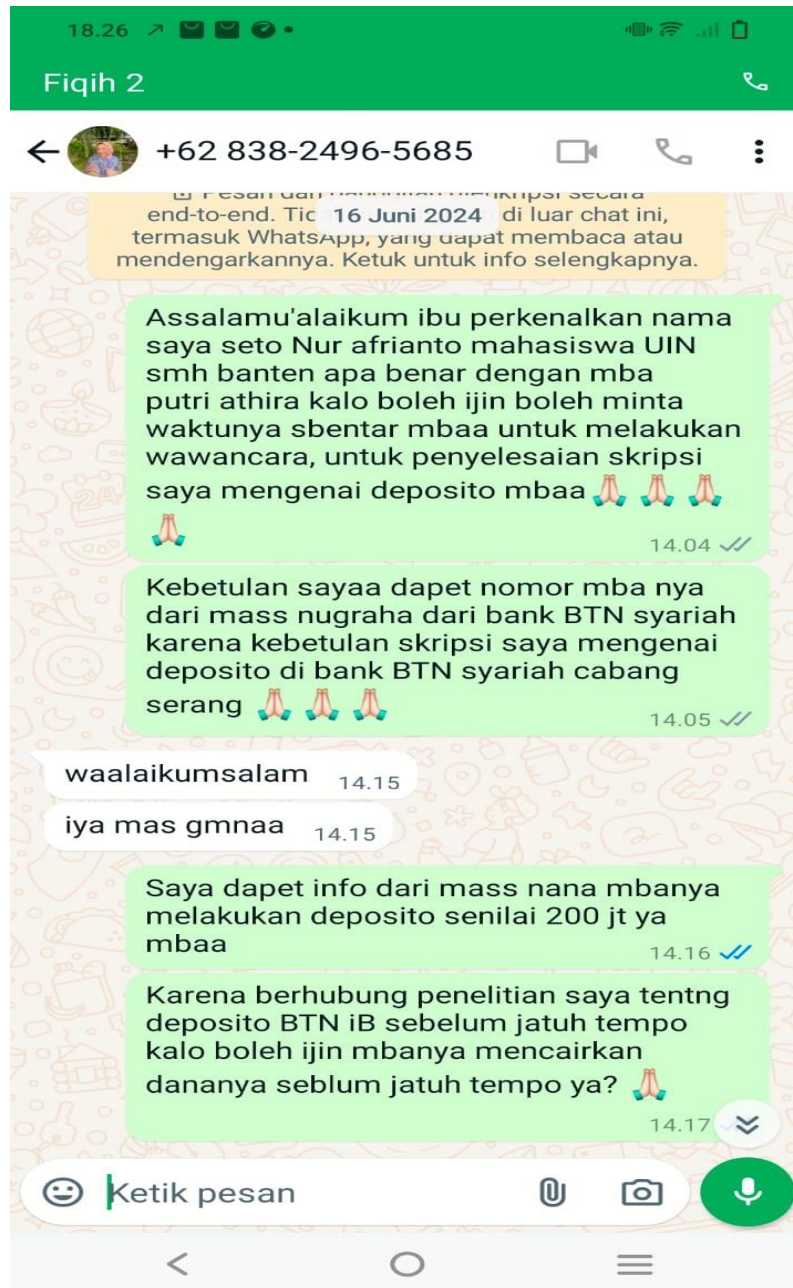 18.26
Fiqih 2
+62 838-2496-5685
end-to-end. Tic
16 Juni 2024
di luar chat ini,
termasuk WhatsApp, yang dapat membaca atau
mendengarkannya. Ketuk untuk info selengkapnya.
Assalamu'alaikum ibu perkenalkan nama
saya seto Nur afrianto mahasiswa UIN
smh banten apa benar dengan mba
putri athira kalo boleh ijin boleh minta
waktunya sbentar mbaa untuk melakukan
wawancara, untuk penyelesaian skripsi
saya mengenai deposito mbaa 🙏🏻 🙏🏻 🙏🏻
🙏🏻
14.04
Kebetulan sayaa dapet nomor mba nya
dari mass nugraha dari bank BTN syariah
karena kebetulan skripsi saya mengenai
deposito di bank BTN syariah cabang
serang 🙏🏻 🙏🏻 🙏🏻
14.05
waalaikumsalam 14.15
iya mas gmnaa 14.15
Saya dapet info dari mass nana mbanya
melakukan deposito senilai 200 jt ya
mbaa
14.16
Karena berhubung penelitian saya tentng
deposito BTN iB sebelum jatuh tempo
kalo boleh ijin mbanya mencairkan
dananya seblum jatuh tempo ya? 🙏🏻
14.17
Ketik pesan